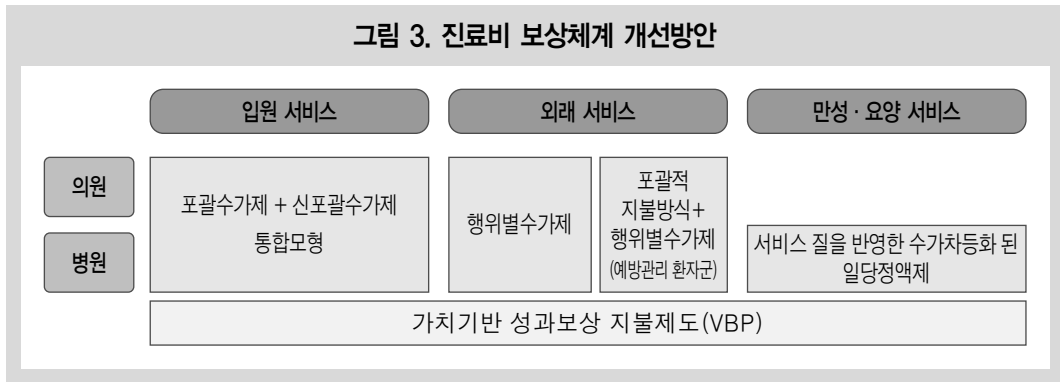 그림 3. 진료비 보상체계 개선방안
입원 서비스
외래 서비스
만성·요양 서비스
의원
병원
포괄수가제 + 신포괄수가제
통합모형
행위별수가제
포괄적
지불방식+
행위별수가제
(예방관리 환자군)
서비스 질을 반영한 수가차등화 된
일당정액제
가치기반 성과보상 지불제도(VBP)